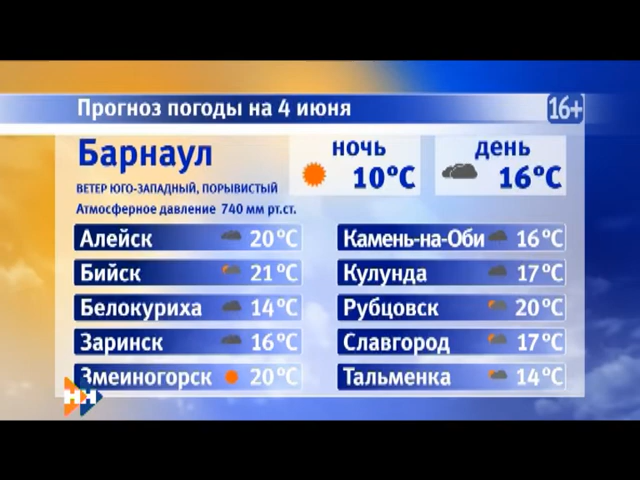 Прогноз погоды на 4 июня 16+
Барнаул
ВЕТЕР ЮГО-ЗАПАДНЫЙ, ПОРЫВИСТЫЙ
Атмосферное давление 740 мм рт.ст.
ночь
10°C
день
16°C
Алейск 20°C
Бийск 21°C
Белокуриха 14°C
Заринск 16°C
Змеиногорск 20°C
Камень-на-Оби 16°C
Кулунда 17°C
Рубцовск 20°C
Славгород 17°C
Тальменка 14°C
НН